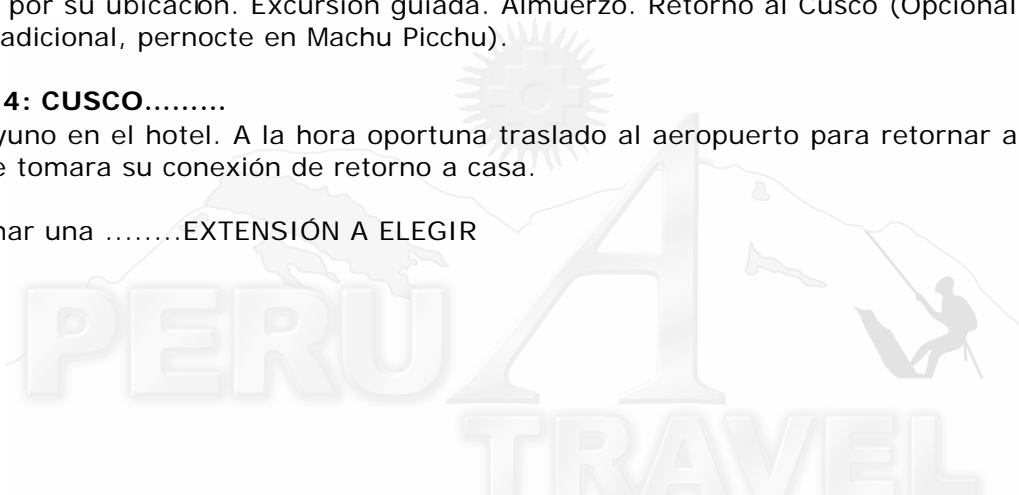 por su ubicación. Excursión guiada. Almuerzo. Retorno al Cusco (Opcional
adicional, pernocte en Machu Picchu).
4: CUSCO.........
yuno en el hotel. A la hora oportuna traslado al aeropuerto para retornar a
e tomara su conexión de retorno a casa.
nar una ........EXTENSIÓN A ELEGIR
PERU A
TRAVEL